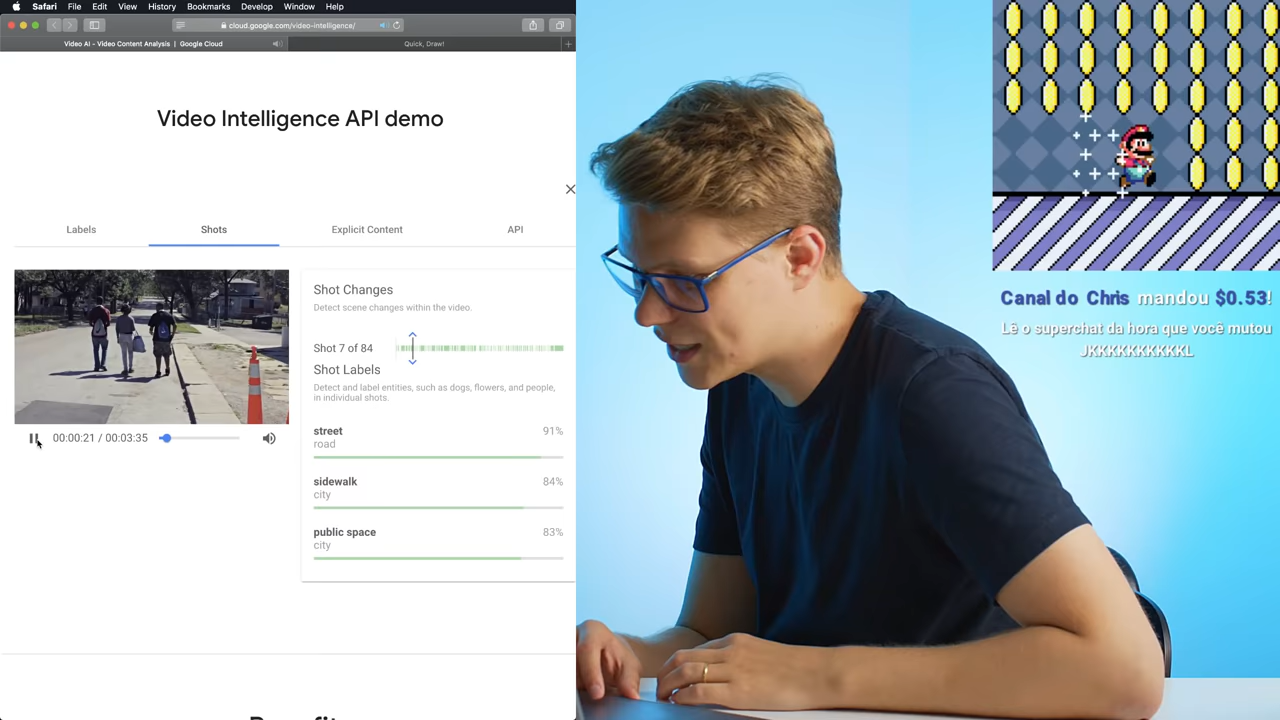 Safari File Edit View History Bookmarks Develop Window Help
cloud.google.com/video-intelligence/
Video AI - Video Content Analysis | Google Cloud
Quick, Draw!
Video Intelligence API demo
Labels Shots Explicit Content API
Shot Changes
Detect scene changes within the video.
Shot 7 of 84
Shot Labels
Detect and label entities, such as dogs, flowers, and people,
in individual shots.
street 91%
road
sidewalk 84%
city
public space 83%
city
00:00:21 / 00:03:35
Canal do Chris mandou $0.53!
Lê o superchat da hora que você mutou
JKKKKKKKKKL